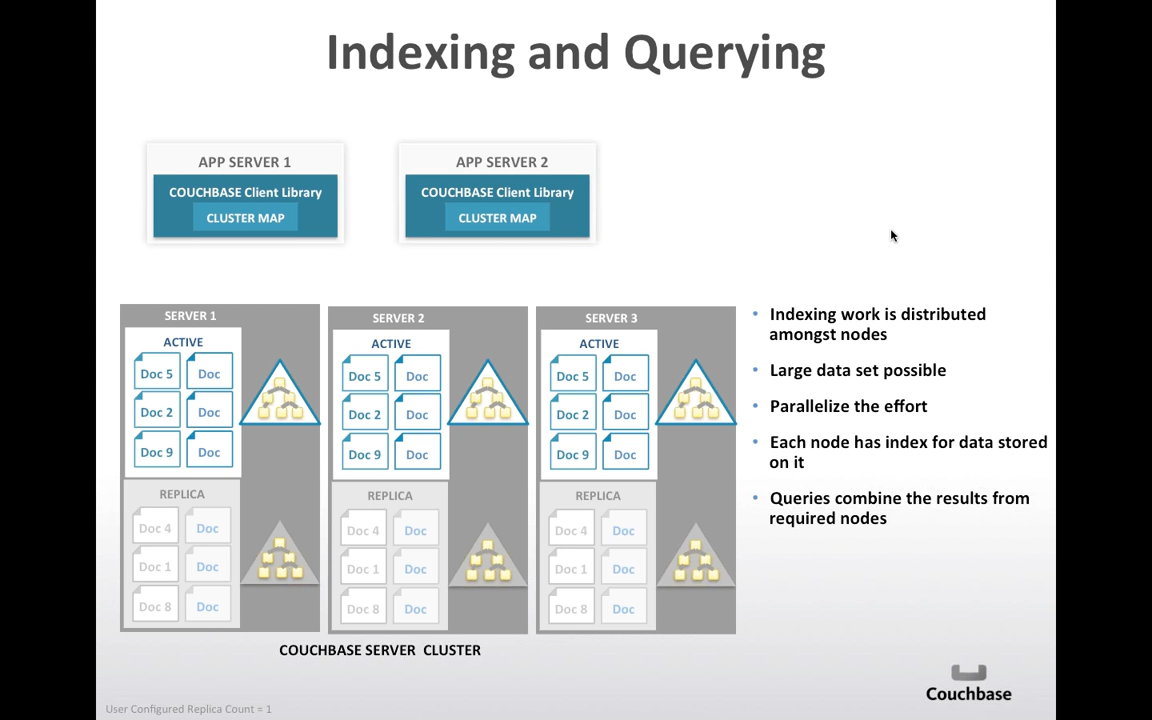 Indexing and Querying
APP SERVER 1
COUCHBASE Client Library
CLUSTER MAP
APP SERVER 2
COUCHBASE Client Library
CLUSTER MAP
SERVER 1
ACTIVE
Doc 5 Doc
Doc 2 Doc
Doc 9 Doc
REPLICA
Doc 4 Doc
Doc 1 Doc
Doc 8 Doc
SERVER 2
ACTIVE
Doc 5 Doc
Doc 2 Doc
Doc 9 Doc
REPLICA
Doc 4 Doc
Doc 1 Doc
Doc 8 Doc
SERVER 3
ACTIVE
Doc 5 Doc
Doc 2 Doc
Doc 9 Doc
REPLICA
Doc 4 Doc
Doc 1 Doc
Doc 8 Doc
COUCHBASE SERVER CLUSTER
• Indexing work is distributed
amongst nodes
• Large data set possible
• Parallelize the effort
• Each node has index for data stored
on it
• Queries combine the results from
required nodes
Couchbase
User Configured Replica Count = 1